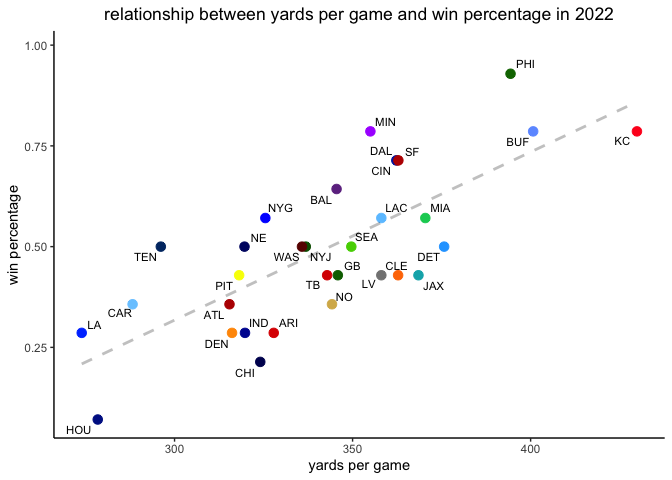 relationship between yards per game and win percentage in 2022
win percentage
1.00
0.75
0.50
0.25
PHI
MIN
BUF
KC
DAL
SF
CIN
BAL
NYG
LAC
MIA
NE
SEA
TEN
WAS
NYJ
DET
GB
CLE
PIT
TB
LV
JAX
NO
CAR
ATL
LA
IND
ARI
DEN
CHI
HOU
300
350
400
yards per game